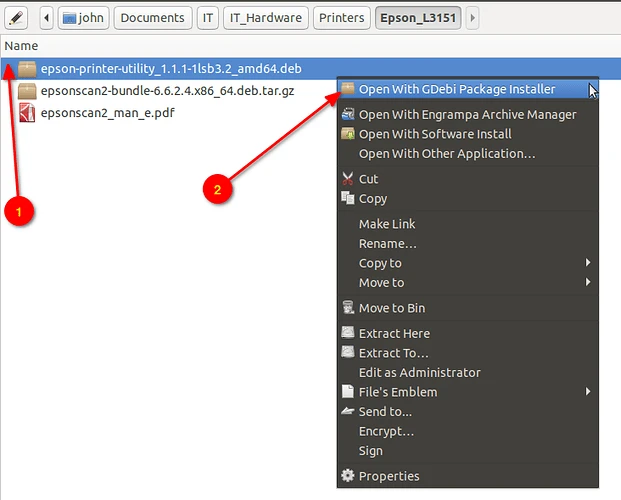 john Documents IT IT_Hardware Printers Epson_L3151
Name
epson-printer-utility_1.1.1-1lsb3.2_amd64.deb
epsonscan2-bundle-6.6.2.4.x86_64.deb.tar.gz
epsonscan2_man_e.pdf
1
2
Open With GDebi Package Installer
Open With Engrampa Archive Manager
Open With Software Install
Open With Other Application...
Cut
Copy
Make Link
Rename...
Copy to
Move to
Move to Bin
Extract Here
Extract To...
Edit as Administrator
File's Emblem
Send to...
Encrypt...
Sign
Properties